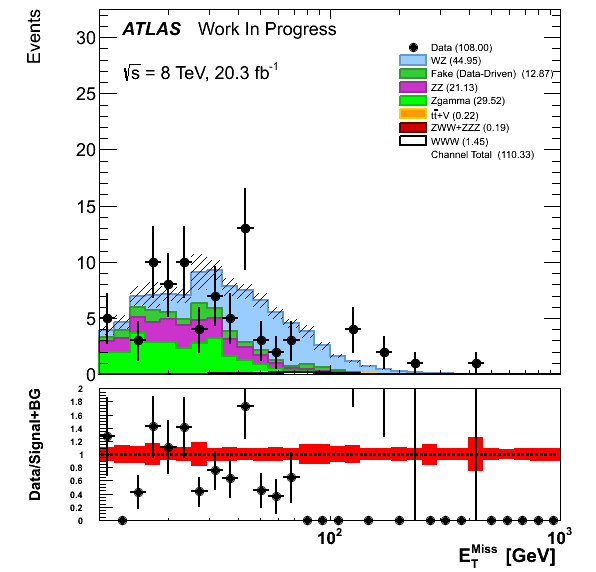 Events
30
25
20
15
10
5
0
ATLAS Work In Progress
√s = 8 TeV, 20.3 fb⁻¹
Data (108.00)
WZ (44.95)
Fake (Data-Driven) (12.87)
ZZ (21.13)
Zgamma (29.52)
tt̄+V (0.22)
ZWW+ZZZ (0.19)
WWW (1.45)
Channel Total (110.33)
Data/Signal+BG
2
1.8
1.6
1.4
1.2
1
0.8
0.6
0.4
0.2
0
10²
10³
E_T^Miss [GeV]